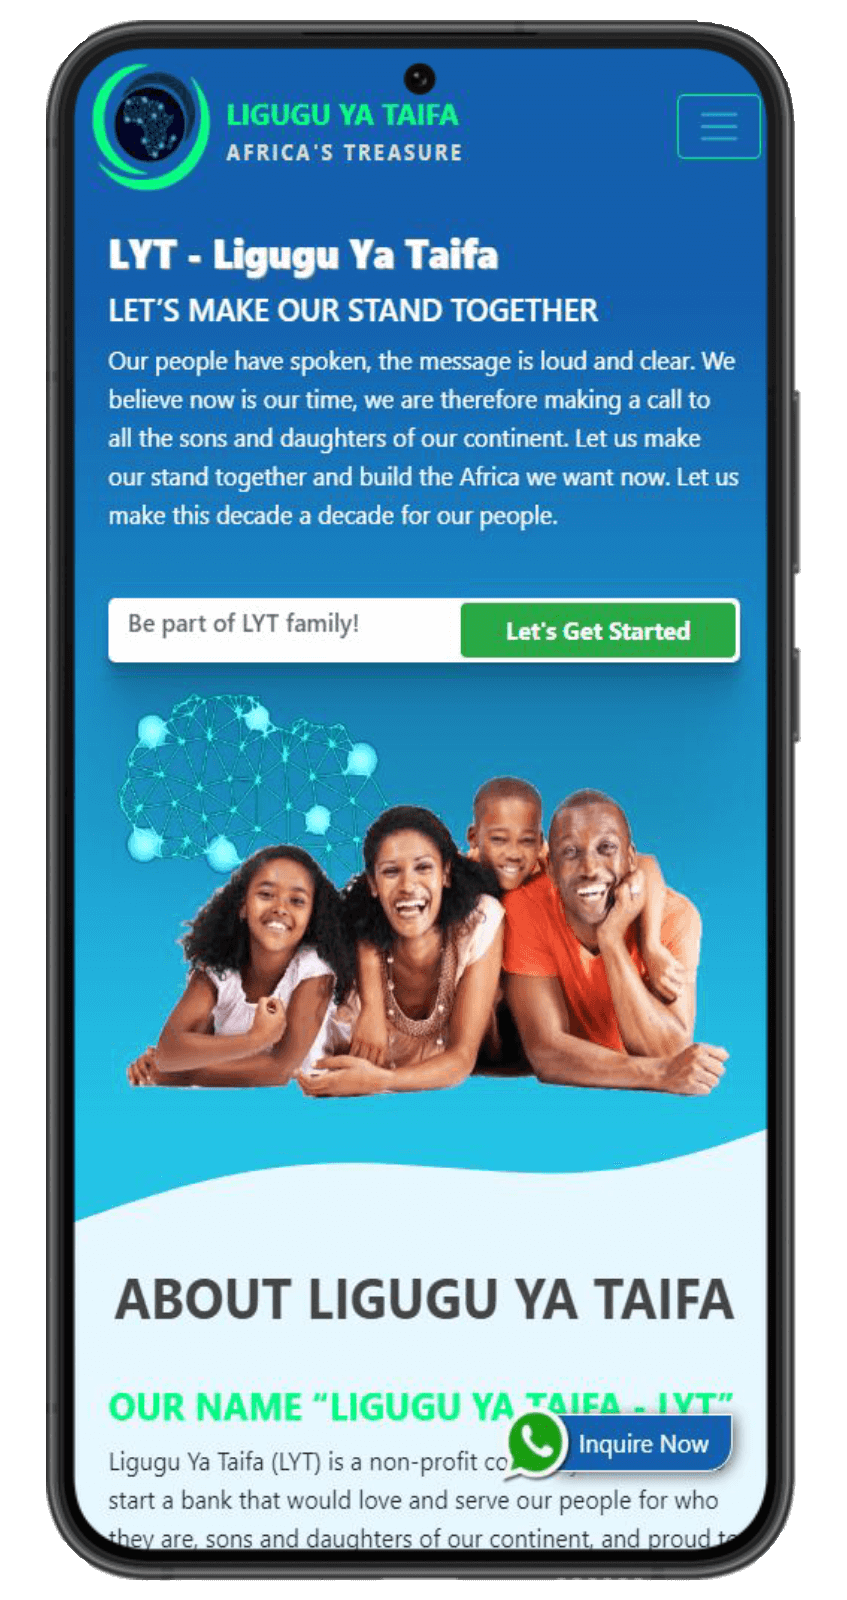 LIGUGU YA TAIFA
AFRICA'S TREASURE
LYT - Ligugu Ya Taifa
LET’S MAKE OUR STAND TOGETHER
Our people have spoken, the message is loud and clear. We
believe now is our time, we are therefore making a call to
all the sons and daughters of our continent. Let us make
our stand together and build the Africa we want now. Let us
make this decade a decade for our people.
Be part of LYT family!
Let's Get Started
ABOUT LIGUGU YA TAIFA
OUR NAME “LIGUGU YA TAIFA - LYT”
Inquire Now
Ligugu Ya Taifa (LYT) is a non-profit
start a bank that would love and serve our people for who
they are, sons and daughters of our continent, and proud